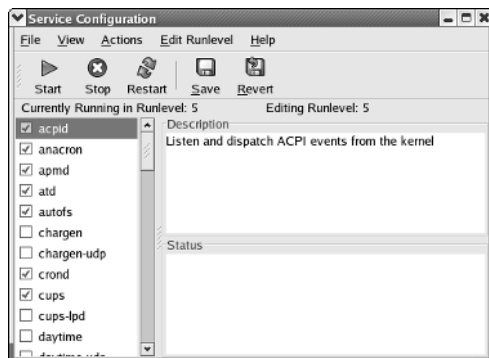 Service Configuration
File View Actions Edit Runlevel Help
Start Stop Restart Save Revert
Currently Running in Runlevel: 5 Editing Runlevel: 5
acpid
anacron
apmd
atd
autofs
chargen
chargen-udp
crond
cups
cups-lpd
daytime
Description
Listen and dispatch ACPI events from the kernel
Status